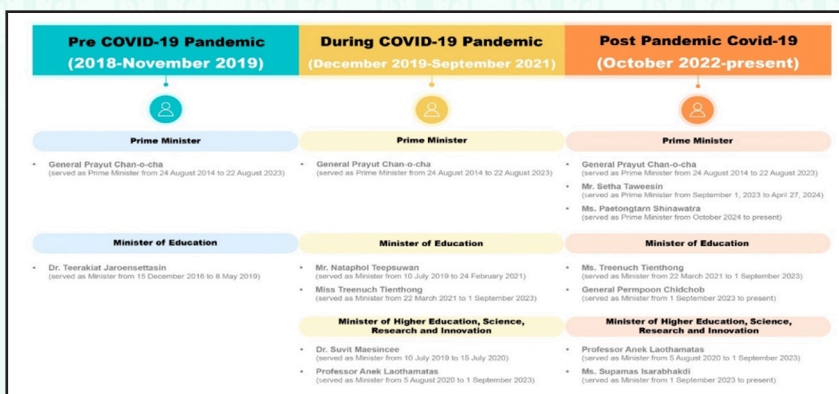 Pre COVID-19 Pandemic
(2018-November 2019)
During COVID-19 Pandemic
(December 2019-September 2021)
Post Pandemic Covid-19
(October 2022-present)
Prime Minister
• General Prayut Chan-o-cha
(served as Prime Minister from 24 August 2014 to 22 August 2023)
Minister of Education
• Dr. Teerakiat Jaroensettasin
(served as Minister from 15 December 2016 to 8 May 2019)
Prime Minister
• General Prayut Chan-o-cha
(served as Prime Minister from 24 August 2014 to 22 August 2023)
Minister of Education
• Mr. Nataphol Teepsuwan
(served as Minister from 10 July 2019 to 24 February 2021)
• Miss Treenuch Tienthong
(served as Minister from 22 March 2021 to 1 September 2023)
Minister of Higher Education, Science,
Research and Innovation
• Dr. Suvit Maesincee
(served as Minister from 10 July 2019 to 15 July 2020)
• Professor Anek Laothamatas
(served as Minister from 5 August 2020 to 1 September 2023)
Prime Minister
• General Prayut Chan-o-cha
(served as Prime Minister from 24 August 2014 to 22 August 2023)
• Mr. Setha Taweesin
(served as Prime Minister from September 1, 2023 to April 27, 2024)
• Ms. Paetongtarn Shinawatra
(served as Prime Minister from October 2024 to present)
Minister of Education
• Ms. Treenuch Tienthong
(served as Minister from 22 March 2021 to 1 September 2023)
• General Permpoon Chidchob
(served as Minister from 1 September 2023 to present)
Minister of Higher Education, Science,
Research and Innovation
• Professor Anek Laothamatas
(served as Minister from 5 August 2020 to 1 September 2023)
• Ms. Supamas Isarabhakdi
(served as Minister from 1 September 2023 to present)